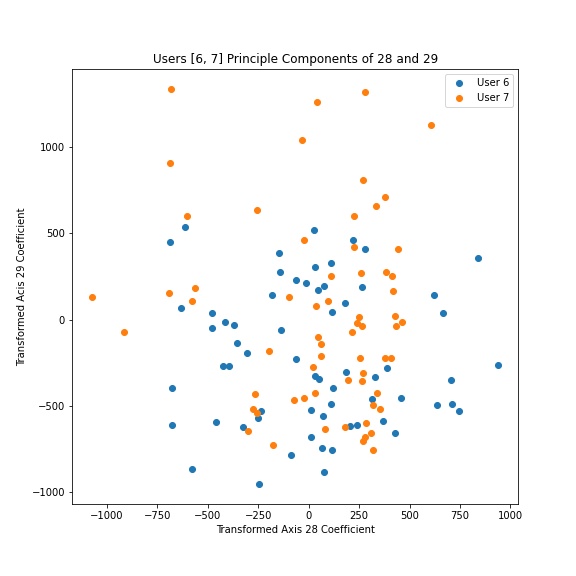 Users [6, 7] Principle Components of 28 and 29
User 6
User 7
Transformed Acis 29 Coefficient
1000
500
0
−500
−1000
−1000
−750
−500
−250
0
250
500
750
1000
Transformed Axis 28 Coefficient